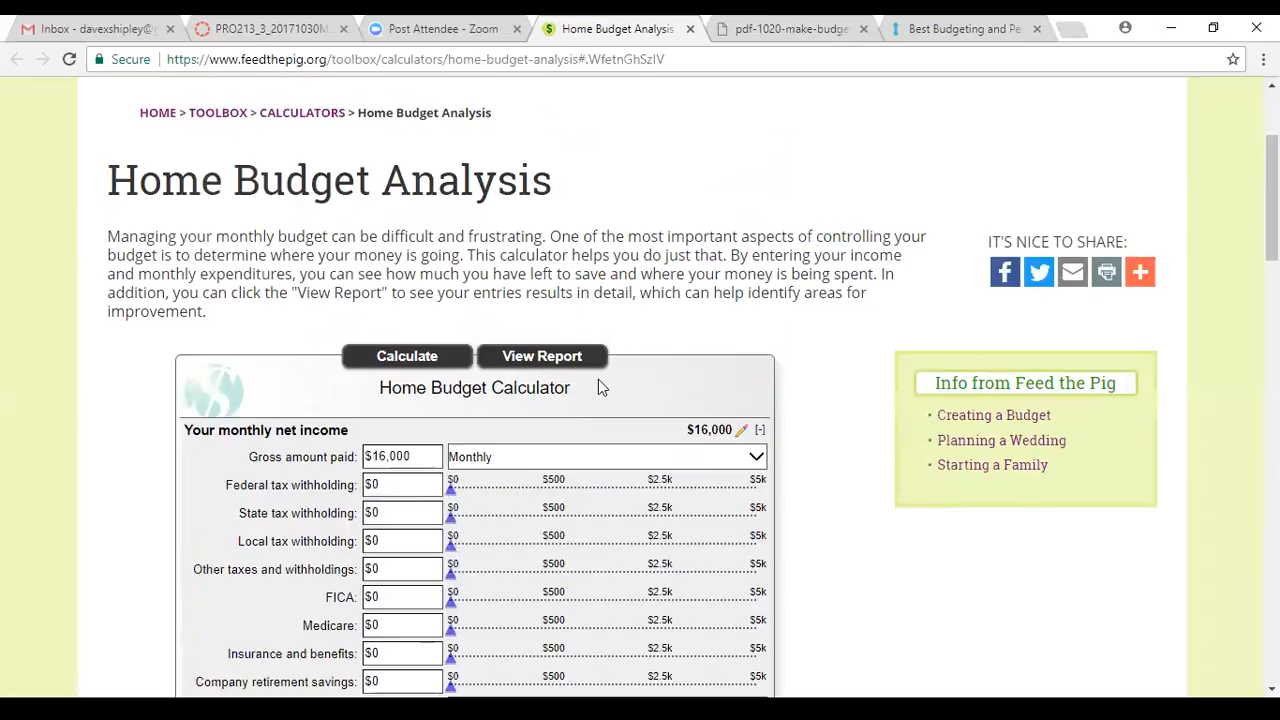 Inbox - davexshipley@g
PRO213_3_20171030M
Post Attendee - Zoom
Home Budget Analysis
pdf-1020-make-budge
Best Budgeting and Pe
Secure
https://www.feedthepig.org/toolbox/calculators/home-budget-analysis#.WfetnGhSzIV
HOME > TOOLBOX > CALCULATORS > Home Budget Analysis
Home Budget Analysis
Managing your monthly budget can be difficult and frustrating. One of the most important aspects of controlling your
budget is to determine where your money is going. This calculator helps you do just that. By entering your income
and monthly expenditures, you can see how much you have left to save and where your money is being spent. In
addition, you can click the "View Report" to see your entries results in detail, which can help identify areas for
improvement.
IT'S NICE TO SHARE:
Calculate
View Report
Home Budget Calculator
Your monthly net income $16,000 [-]
Gross amount paid: $16,000 Monthly
Federal tax withholding: $0 $0 $500 $2.5k $5k
State tax withholding: $0 $0 $500 $2.5k $5k
Local tax withholding: $0 $0 $500 $2.5k $5k
Other taxes and withholdings: $0 $0 $500 $2.5k $5k
FICA: $0 $0 $500 $2.5k $5k
Medicare: $0 $0 $500 $2.5k $5k
Insurance and benefits: $0 $0 $500 $2.5k $5k
Company retirement savings: $0 $0 $500 $2.5k $5k
Info from Feed the Pig
Creating a Budget
Planning a Wedding
Starting a Family